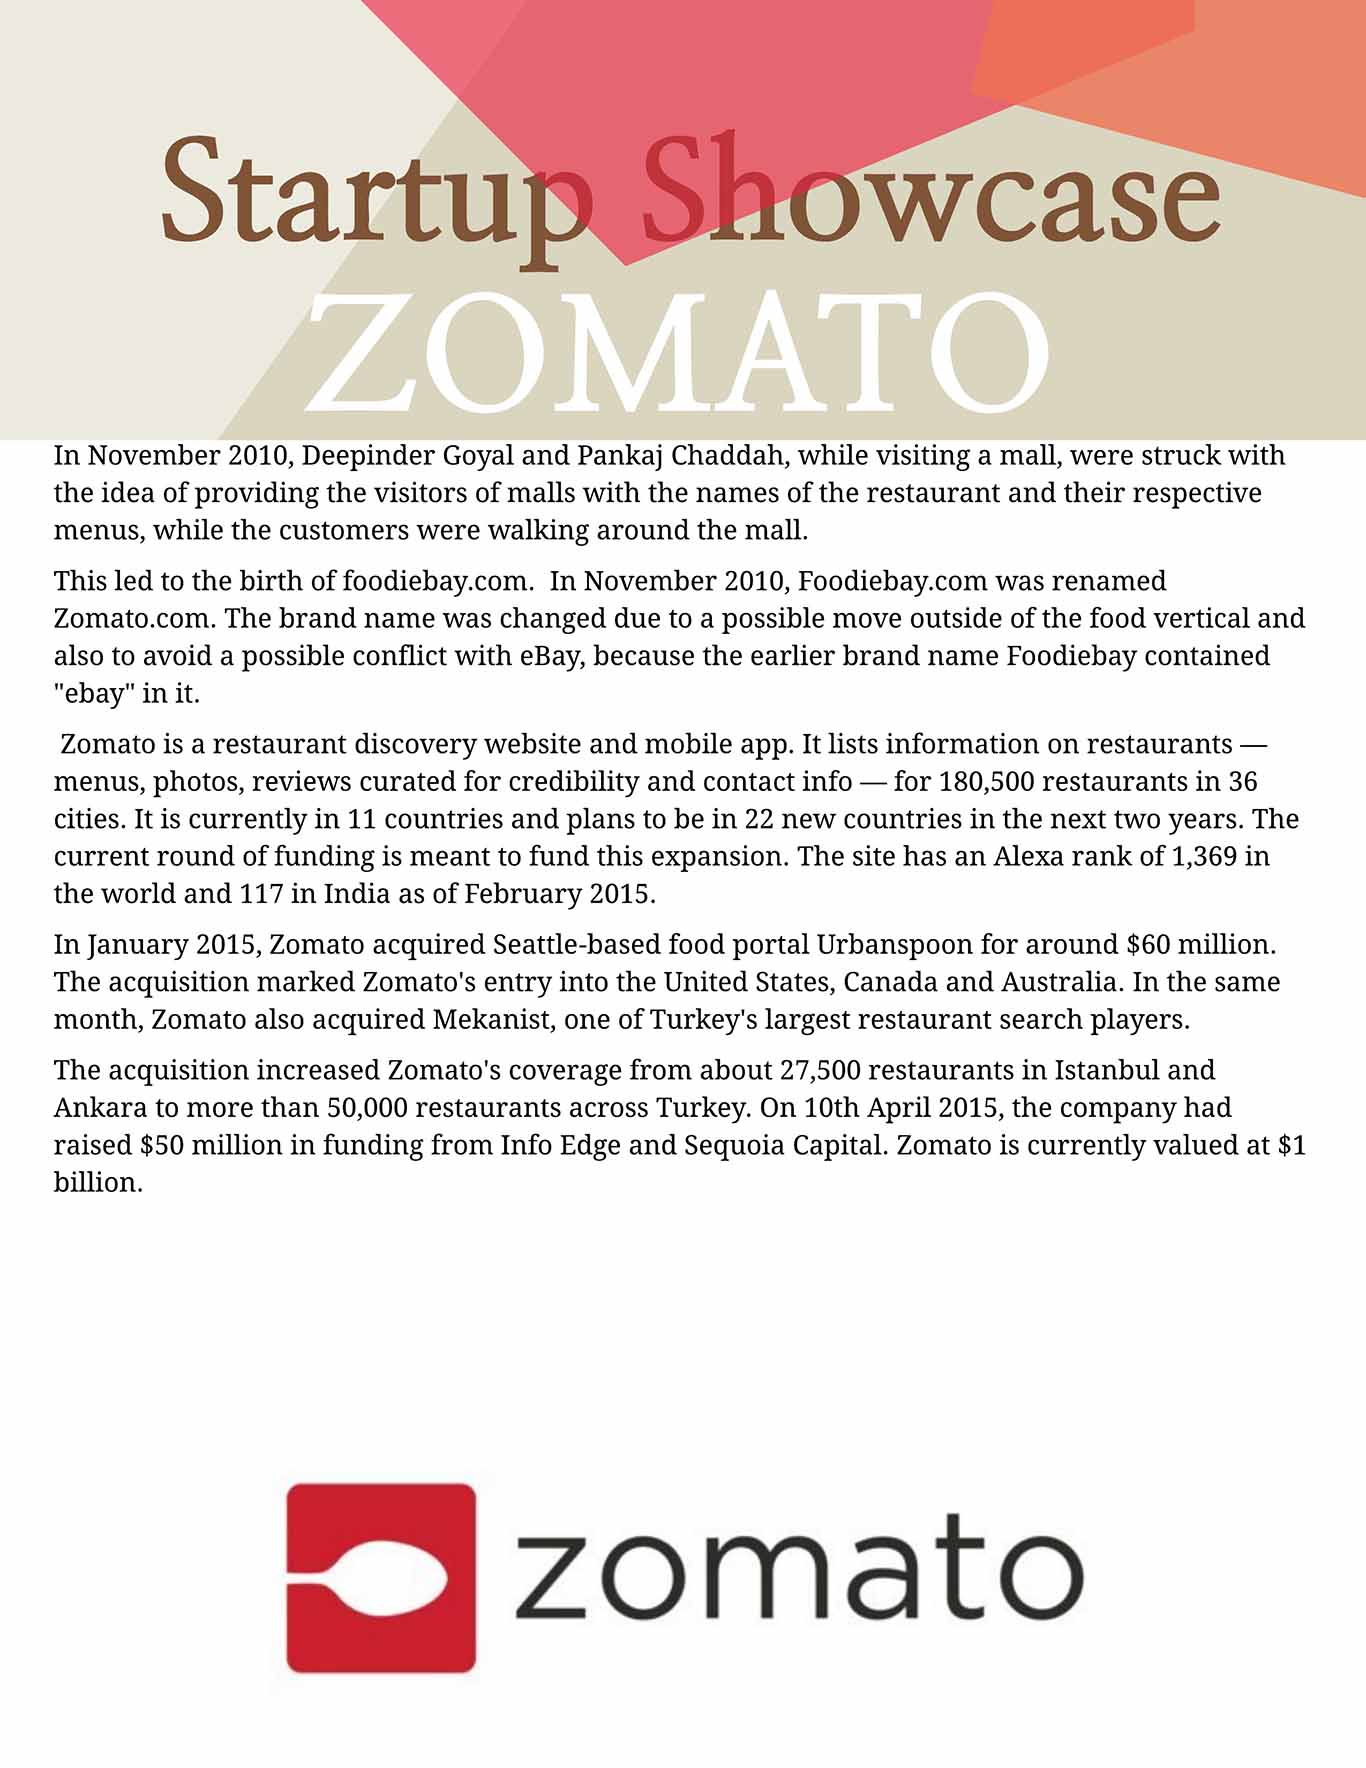 Startup Showcase
ZOMATO
In November 2010, Deepinder Goyal and Pankaj Chaddah, while visiting a mall, were struck with
the idea of providing the visitors of malls with the names of the restaurant and their respective
menus, while the customers were walking around the mall.
This led to the birth of foodiebay.com.  In November 2010, Foodiebay.com was renamed
Zomato.com. The brand name was changed due to a possible move outside of the food vertical and
also to avoid a possible conflict with eBay, because the earlier brand name Foodiebay contained
"ebay" in it.
Zomato is a restaurant discovery website and mobile app. It lists information on restaurants —
menus, photos, reviews curated for credibility and contact info — for 180,500 restaurants in 36
cities. It is currently in 11 countries and plans to be in 22 new countries in the next two years. The
current round of funding is meant to fund this expansion. The site has an Alexa rank of 1,369 in
the world and 117 in India as of February 2015.
In January 2015, Zomato acquired Seattle-based food portal Urbanspoon for around $60 million.
The acquisition marked Zomato's entry into the United States, Canada and Australia. In the same
month, Zomato also acquired Mekanist, one of Turkey's largest restaurant search players.
The acquisition increased Zomato's coverage from about 27,500 restaurants in Istanbul and
Ankara to more than 50,000 restaurants across Turkey. On 10th April 2015, the company had
raised $50 million in funding from Info Edge and Sequoia Capital. Zomato is currently valued at $1
billion.
zomato